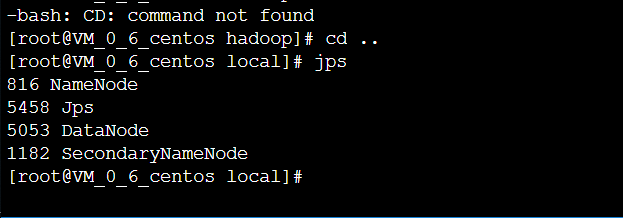 -bash: CD: command not found
[root@VM_0_6_centos hadoop]# cd ..
[root@VM_0_6_centos local]# jps
816 NameNode
5458 Jps
5053 DataNode
1182 SecondaryNameNode
[root@VM_0_6_centos local]#